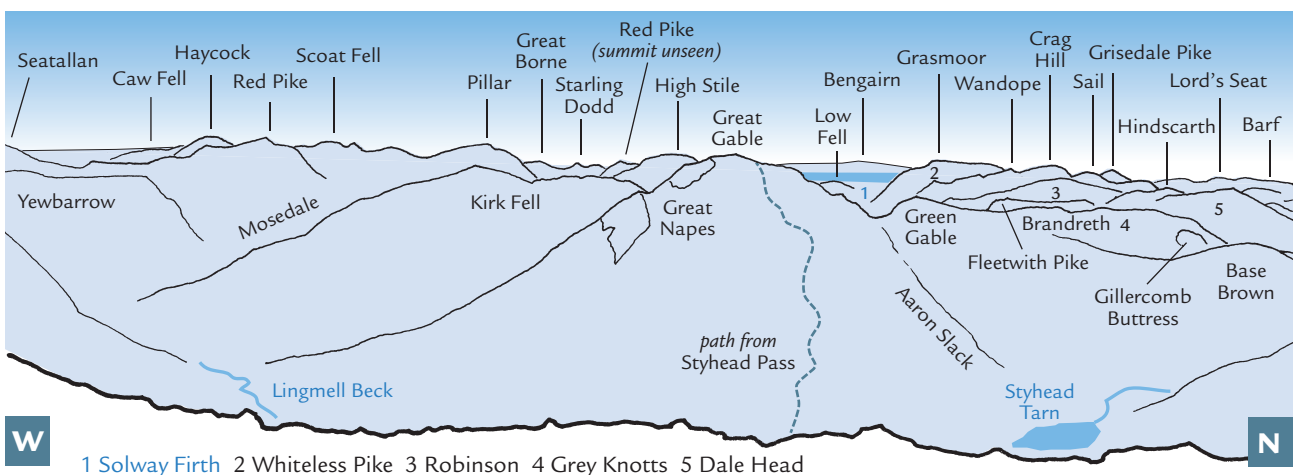 Seatallan
Caw Fell
Haycock
Red Pike
Scoat Fell
Pillar
Great
Borne
Starling
Dodd
Red Pike
(summit unseen)
High Stile
Great
Gable
Low
Fell
Bengairn
Grasmoor
Wandope
Crag
Hill
Sail
Grisedale Pike
Hindscarth
Lord's Seat
Barf
Yewbarrow
Mosedale
Kirk Fell
Great
Napes
1
2
3
Green
Gable
Brandreth 4
5
Fleetwith Pike
Gillercomb
Buttress
Base
Brown
Aaron Slack
path from
Styhead Pass
Lingmell Beck
Styhead
Tarn
W
N
1 Solway Firth 2 Whiteless Pike 3 Robinson 4 Grey Knotts 5 Dale Head